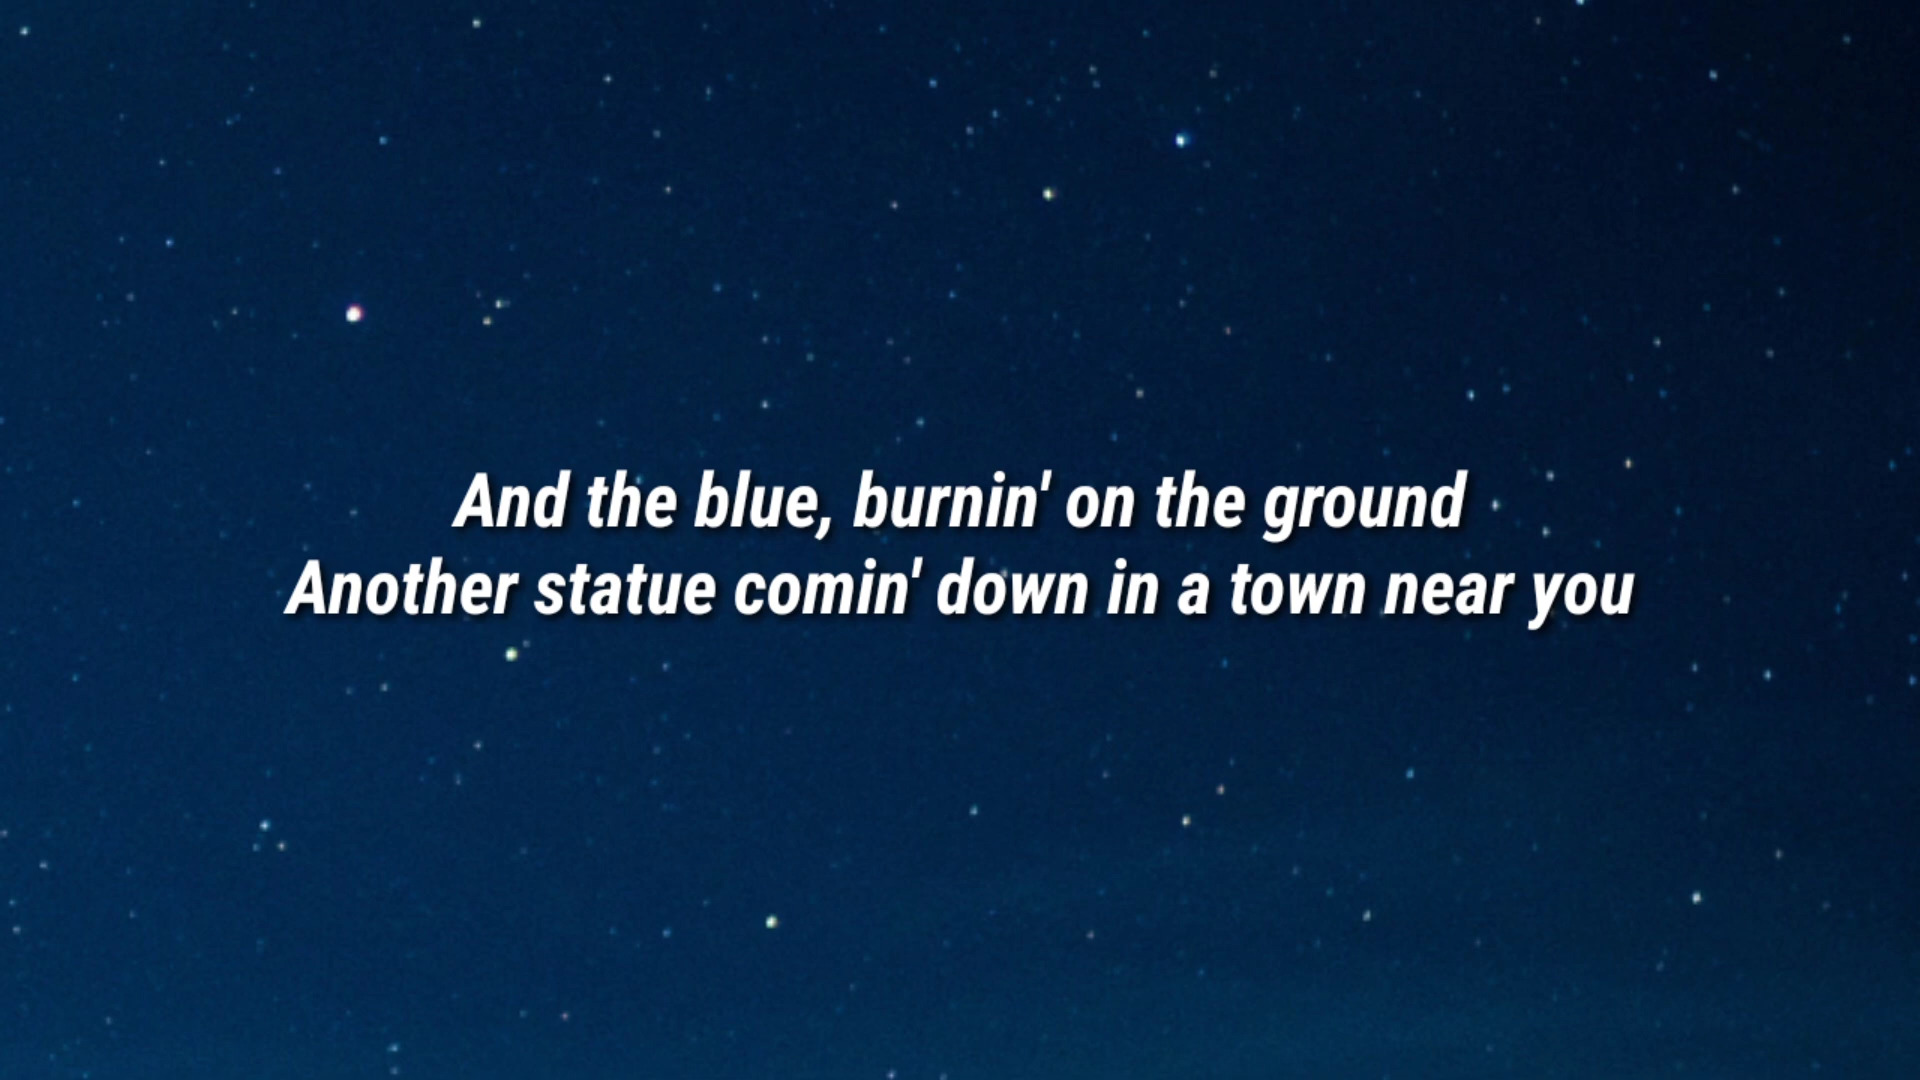 And the blue, burnin' on the ground
Another statue comin' down in a town near you